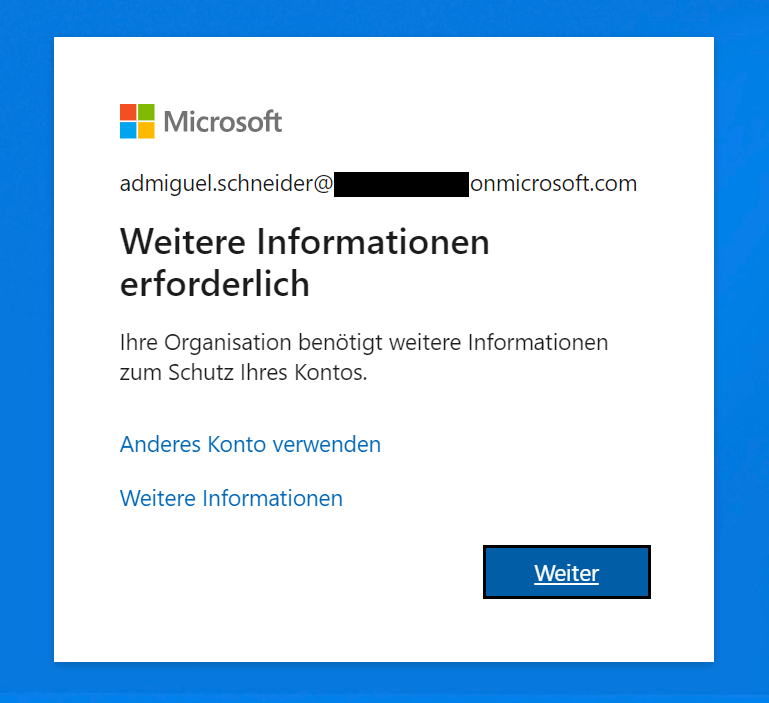 Microsoft
admiguel.schneider@ onmicrosoft.com
Weitere Informationen
erforderlich
Ihre Organisation benötigt weitere Informationen
zum Schutz Ihres Kontos.
Anderes Konto verwenden
Weitere Informationen
Weiter